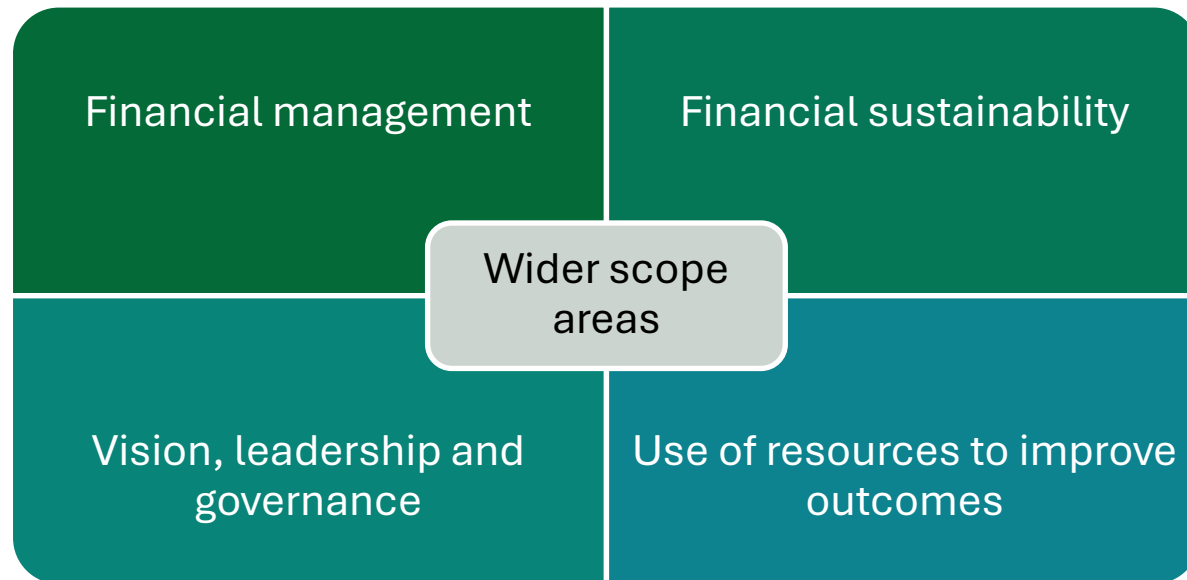 Financial management
Financial sustainability
Wider scope
areas
Vision, leadership and
governance
Use of resources to improve
outcomes